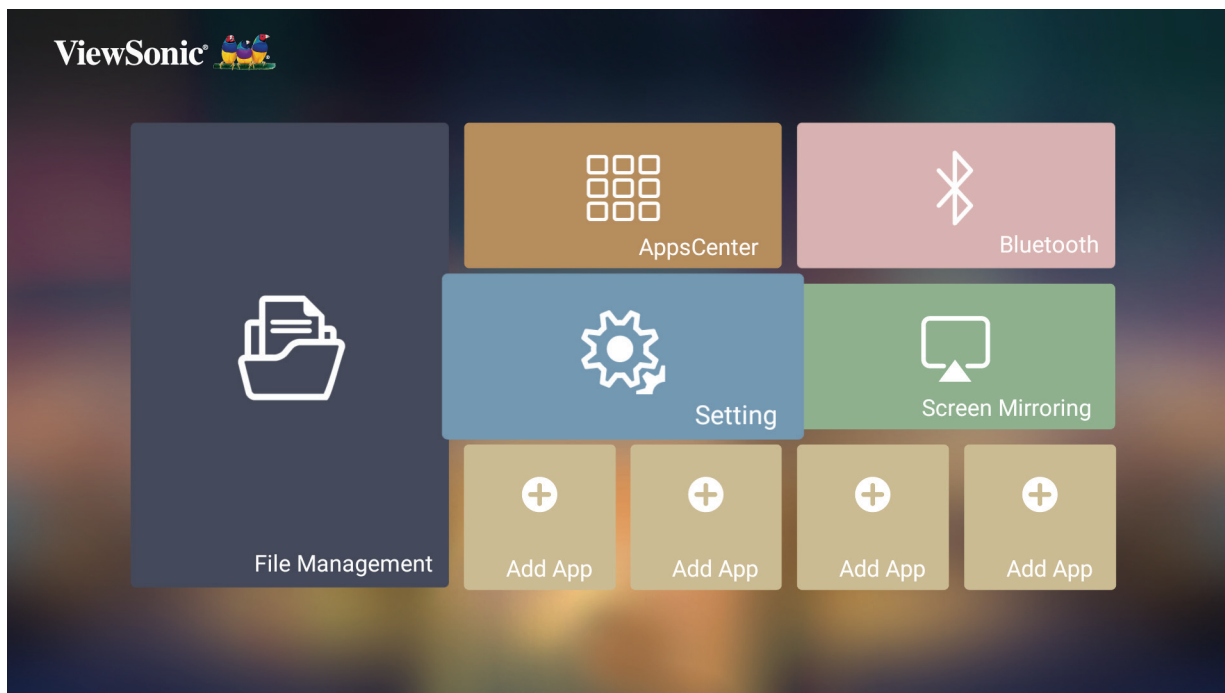 ViewSonic®
AppsCenter
Bluetooth
Setting
Screen Mirroring
File Management
Add App
Add App
Add App
Add App